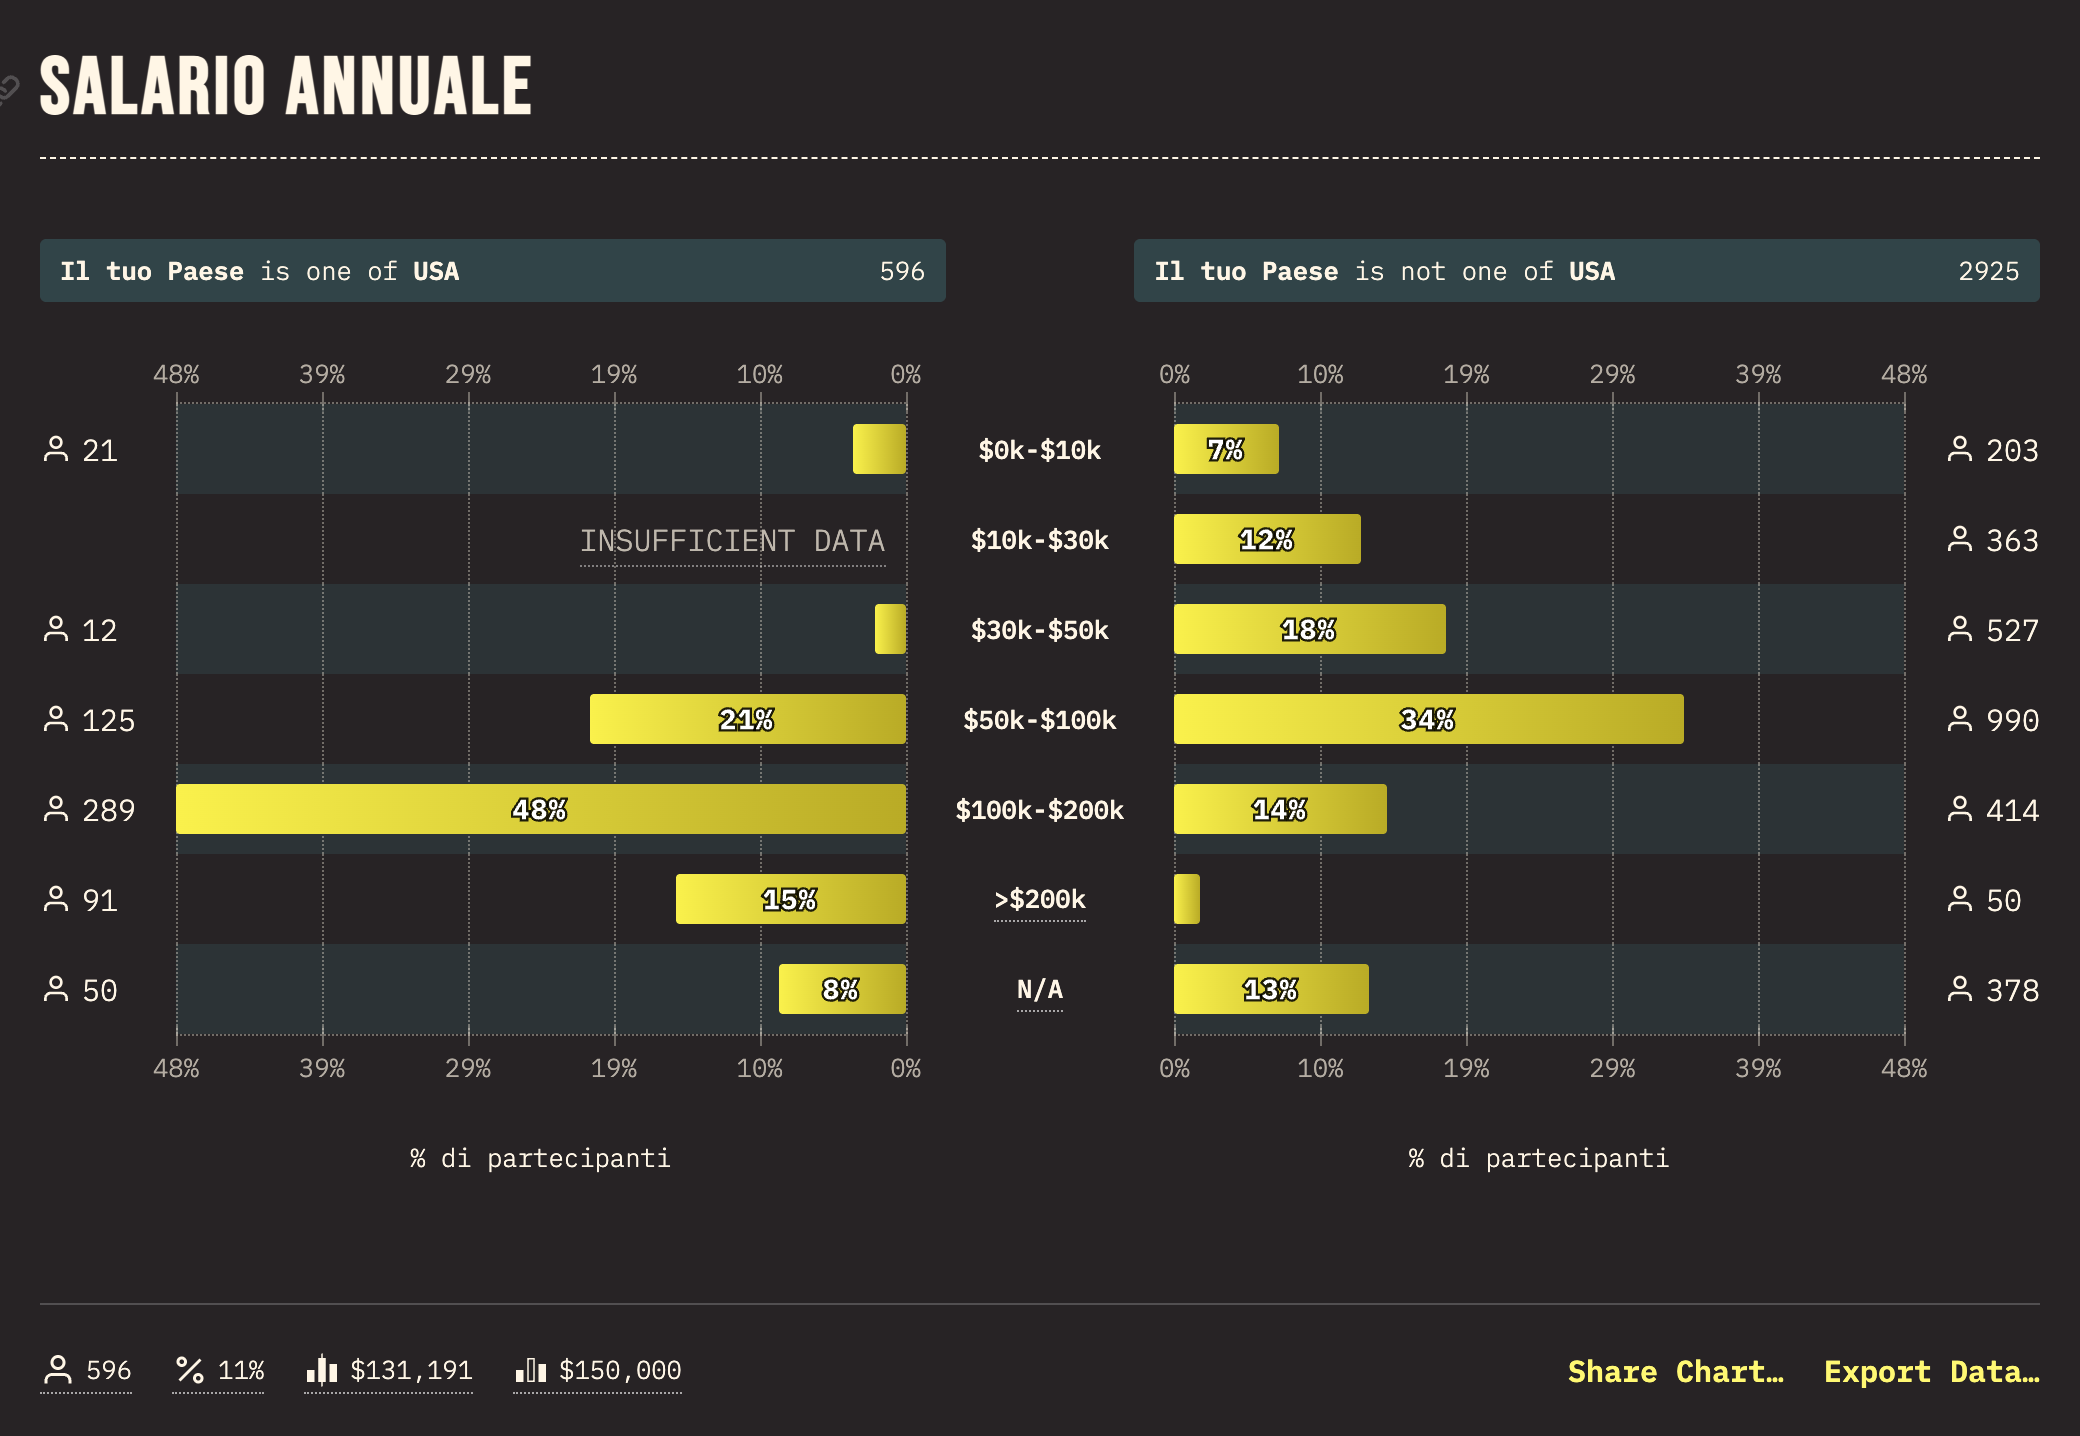 SALARIO ANNUALE
Il tuo Paese is one of USA 596
Il tuo Paese is not one of USA 2925
48% 39% 29% 19% 10% 0%
0% 10% 19% 29% 39% 48%
21 $0k-$10k 7% 203
INSUFFICIENT DATA $10k-$30k 12% 363
12 $30k-$50k 18% 527
125 21% $50k-$100k 34% 990
289 48% $100k-$200k 14% 414
91 15% >$200k 50
50 8% N/A 13% 378
48% 39% 29% 19% 10% 0%
0% 10% 19% 29% 39% 48%
% di partecipanti
% di partecipanti
596 11% $131,191 $150,000
Share Chart… Export Data…